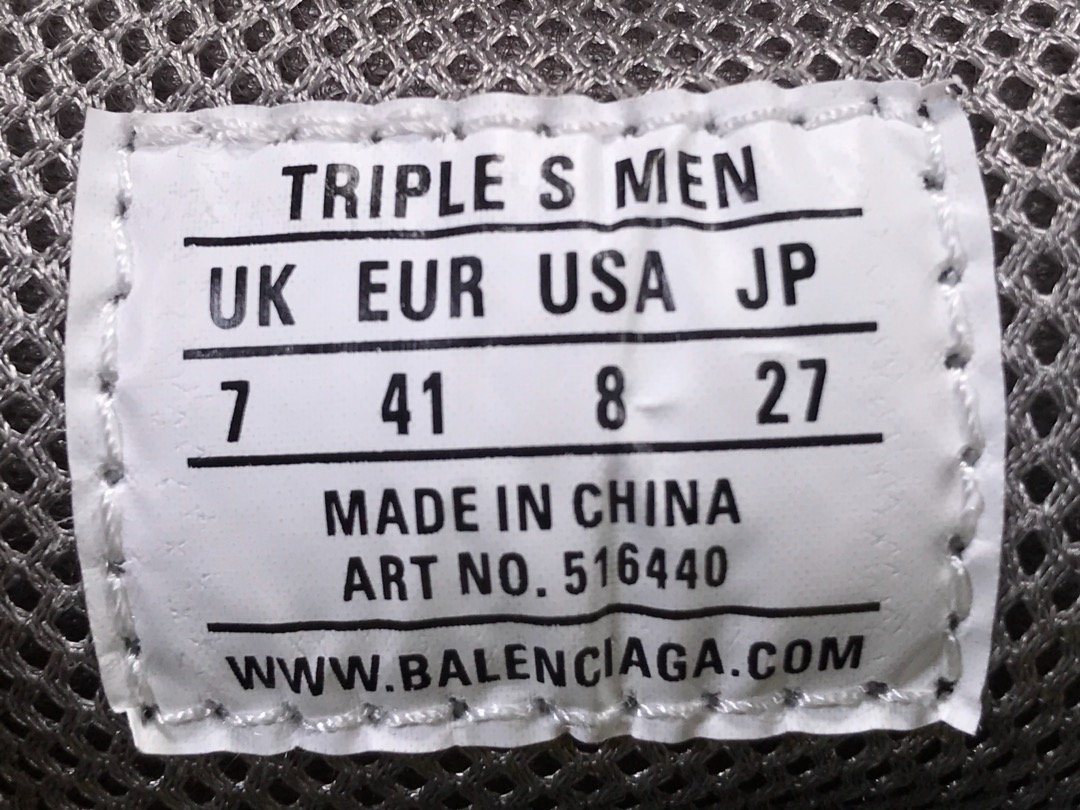 TRIPLE S MEN
UK EUR USA JP
7 41 8 27
MADE IN CHINA
ART NO. 516440
WWW.BALENCIAGA.COM